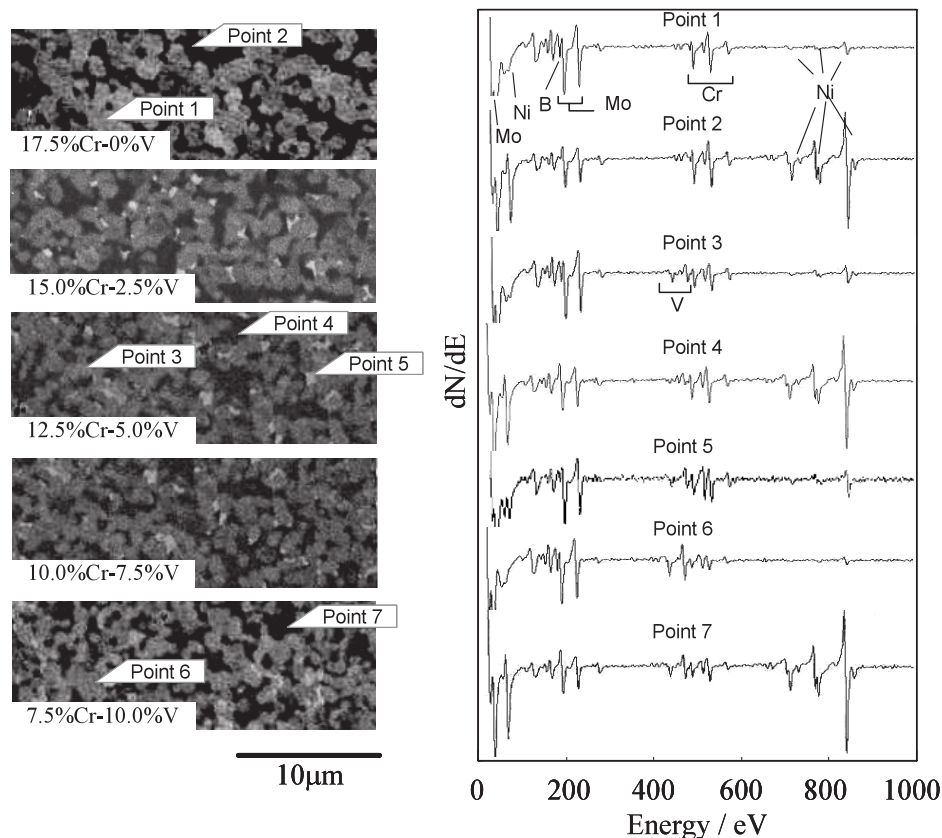 Point 2
Point 1
17.5%Cr-0%V
15.0%Cr-2.5%V
Point 4
Point 3
Point 5
12.5%Cr-5.0%V
10.0%Cr-7.5%V
Point 7
Point 6
7.5%Cr-10.0%V
10μm
dN/dE
Point 1
Mo
Ni
B
Mo
Cr
Ni
Point 2
Point 3
V
Point 4
Point 5
Point 6
Point 7
0 200 400 600 800 1000
Energy / eV